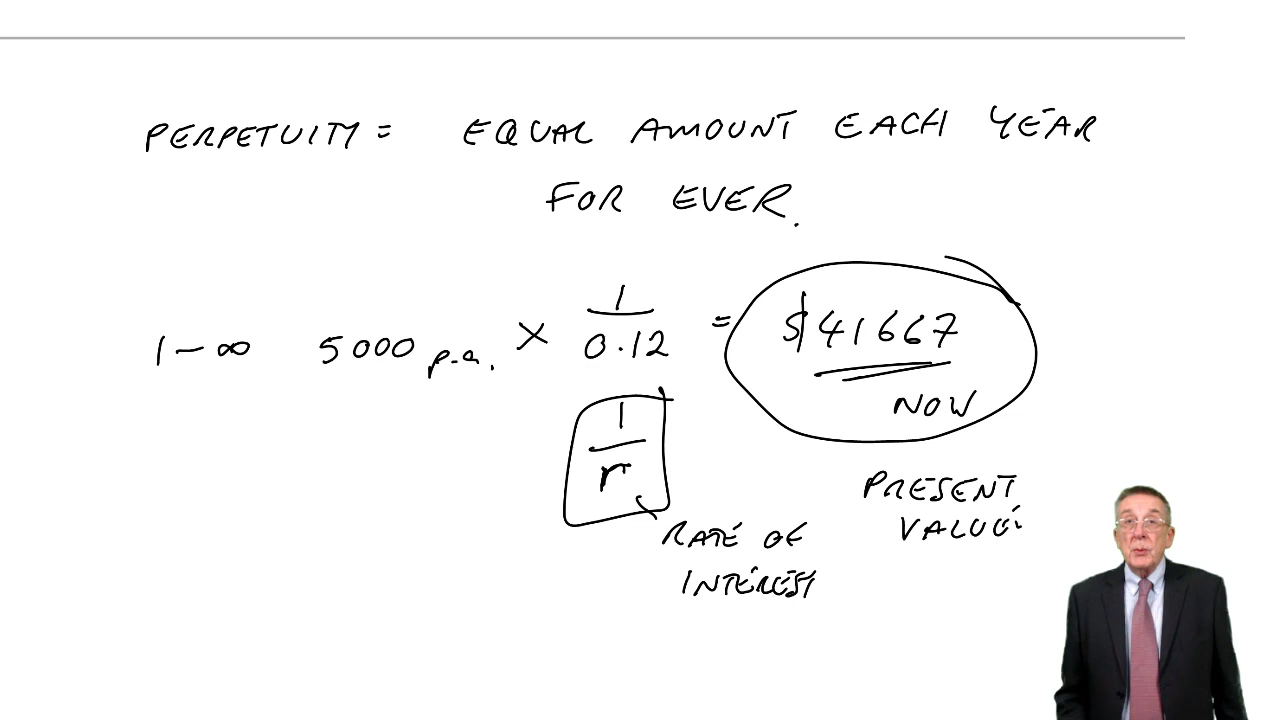 PERPETUITY = EQUAL AMOUNT EACH YEAR
FOR EVER.
1 – ∞ 5000 p.a. × 1/0.12 = $41667
NOW
1/r
RATE OF
INTEREST
PRESENT
VALUE